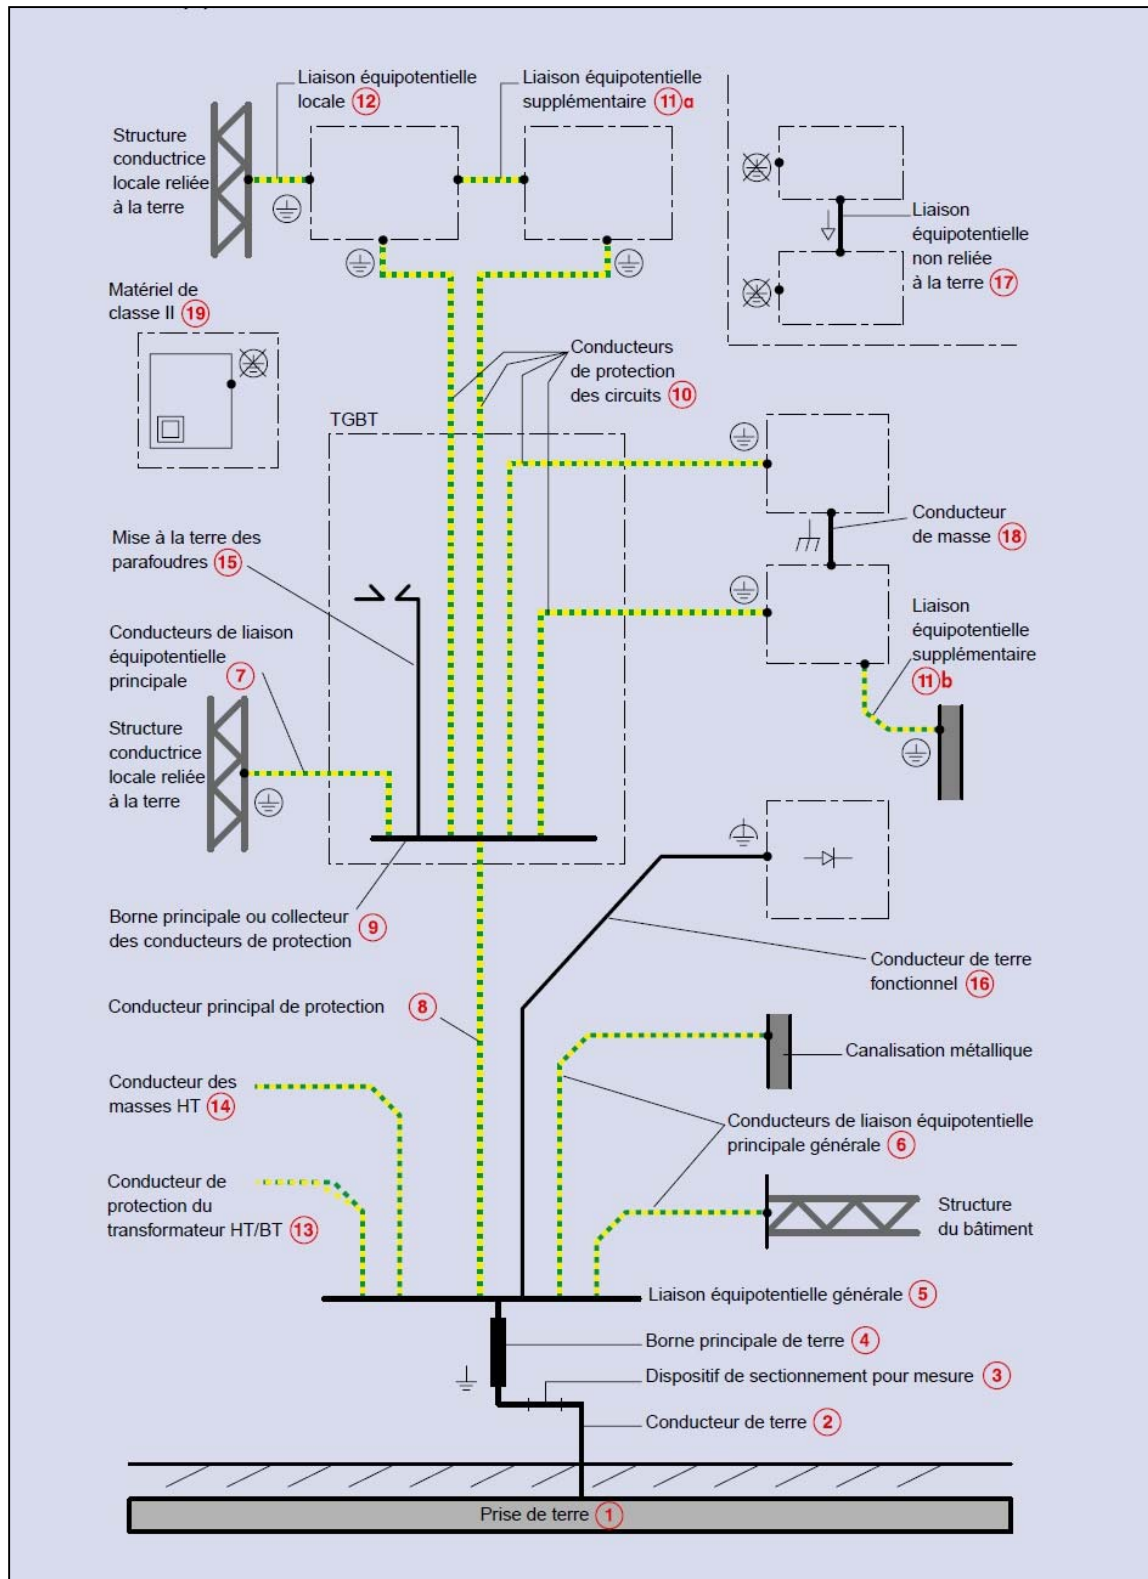 Liaison équipotentielle
locale 12
Liaison équipotentielle
supplémentaire 11a
Structure
conductrice
locale reliée
à la terre
Liaison
équipotentielle
non reliée
à la terre 17
Matériel de
classe II 19
Conducteurs
de protection
des circuits 10
TGBT
Conducteur
de masse 18
Mise à la terre des
parafoudres 15
Liaison
équipotentielle
supplémentaire
11b
Conducteurs de liaison
équipotentielle
principale 7
Structure
conductrice
locale reliée
à la terre
Borne principale ou collecteur
des conducteurs de protection 9
Conducteur de terre
fonctionnel 16
Conducteur principal de protection 8
Canalisation métallique
Conducteur des
masses HT 14
Conducteurs de liaison équipotentielle
principale générale 6
Conducteur de
protection du
transformateur HT/BT 13
Structure
du bâtiment
Liaison équipotentielle générale 5
Borne principale de terre 4
Dispositif de sectionnement pour mesure 3
Conducteur de terre 2
Prise de terre 1